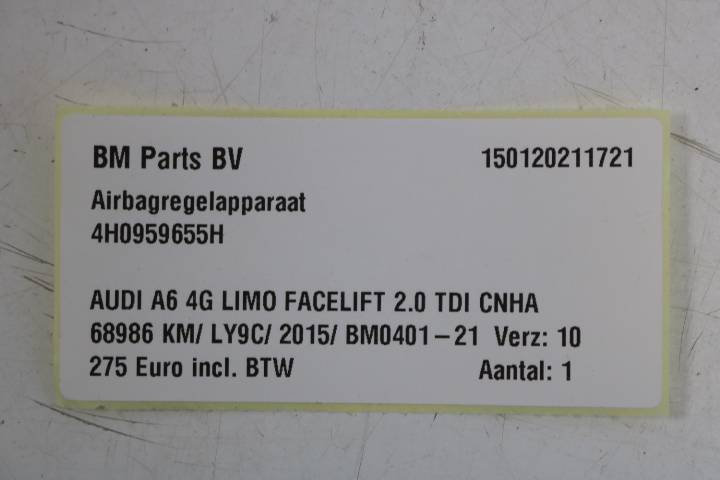 BM Parts BV 150120211721
Airbagregelapparaat
4H0959655H
AUDI A6 4G LIMO FACELIFT 2.0 TDI CNHA
68986 KM/ LY9C/ 2015/ BM0401-21 Verz: 10
275 Euro incl. BTW Aantal: 1